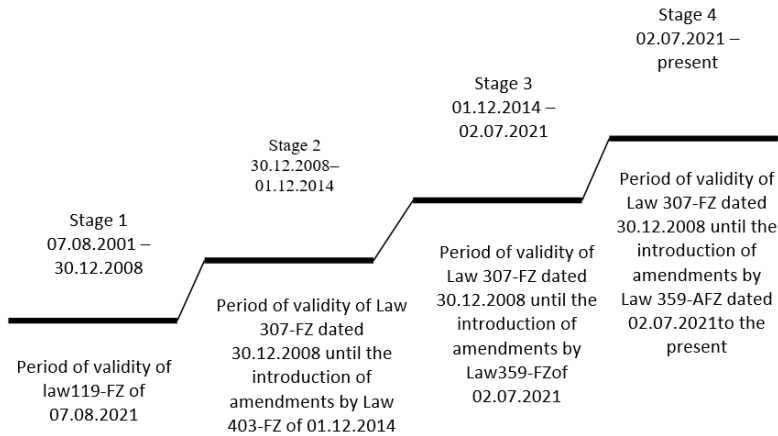 Stage 1
07.08.2001 –
30.12.2008
Period of validity of
law119-FZ of
07.08.2021
Stage 2
30.12.2008–
01.12.2014
Period of validity of Law
307-FZ dated
30.12.2008 until the
introduction of
amendments by Law
403-FZ of 01.12.2014
Stage 3
01.12.2014 –
02.07.2021
Period of validity of
Law 307-FZ dated
30.12.2008 until the
introduction of
amendments by
Law359-FZof
02.07.2021
Stage 4
02.07.2021 –
present
Period of validity of
Law 307-FZ dated
30.12.2008 until the
introduction of
amendments by
Law 359-AFZ dated
02.07.2021to the
present